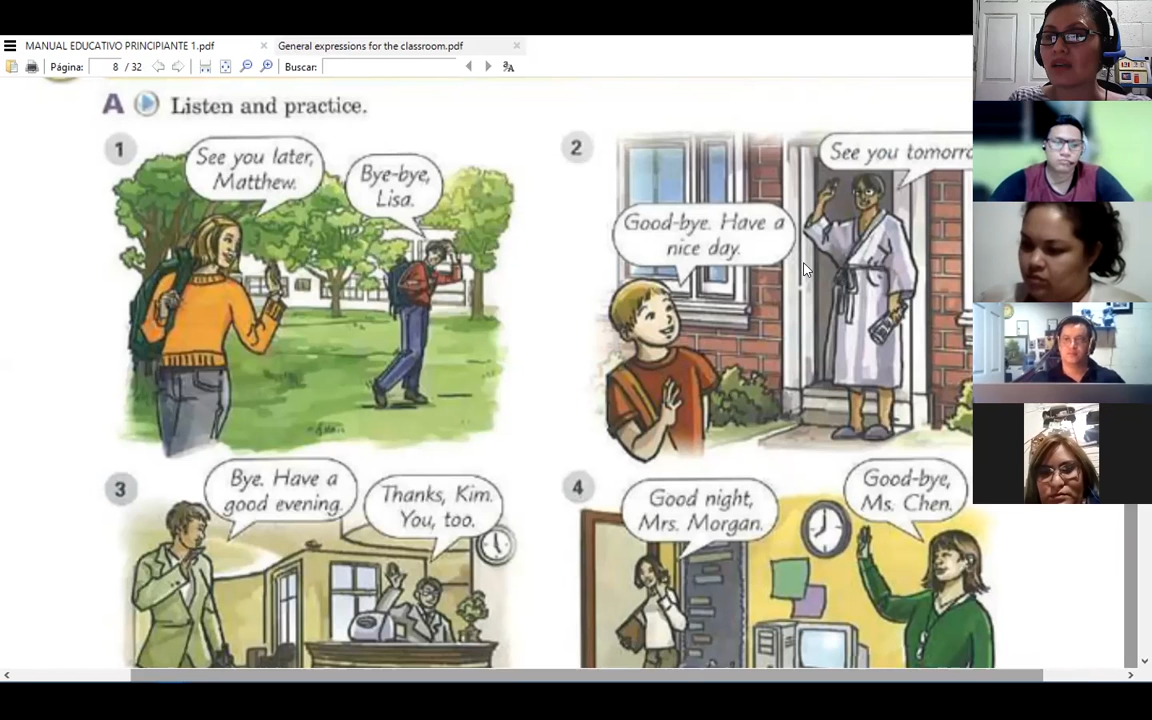 MANUAL EDUCATIVO PRINCIPIANTE 1.pdf
General expressions for the classroom.pdf
Página: 8 / 32
Buscar:
A Listen and practice.
1
See you later,
Matthew.
Bye-bye,
Lisa.
2
See you
Good-bye. Have a
nice day.
3
Bye. Have a
good evening.
Thanks, Kim.
You, too.
4
Good night,
Mrs. Morgan.
Good-bye,
Ms. Chen.